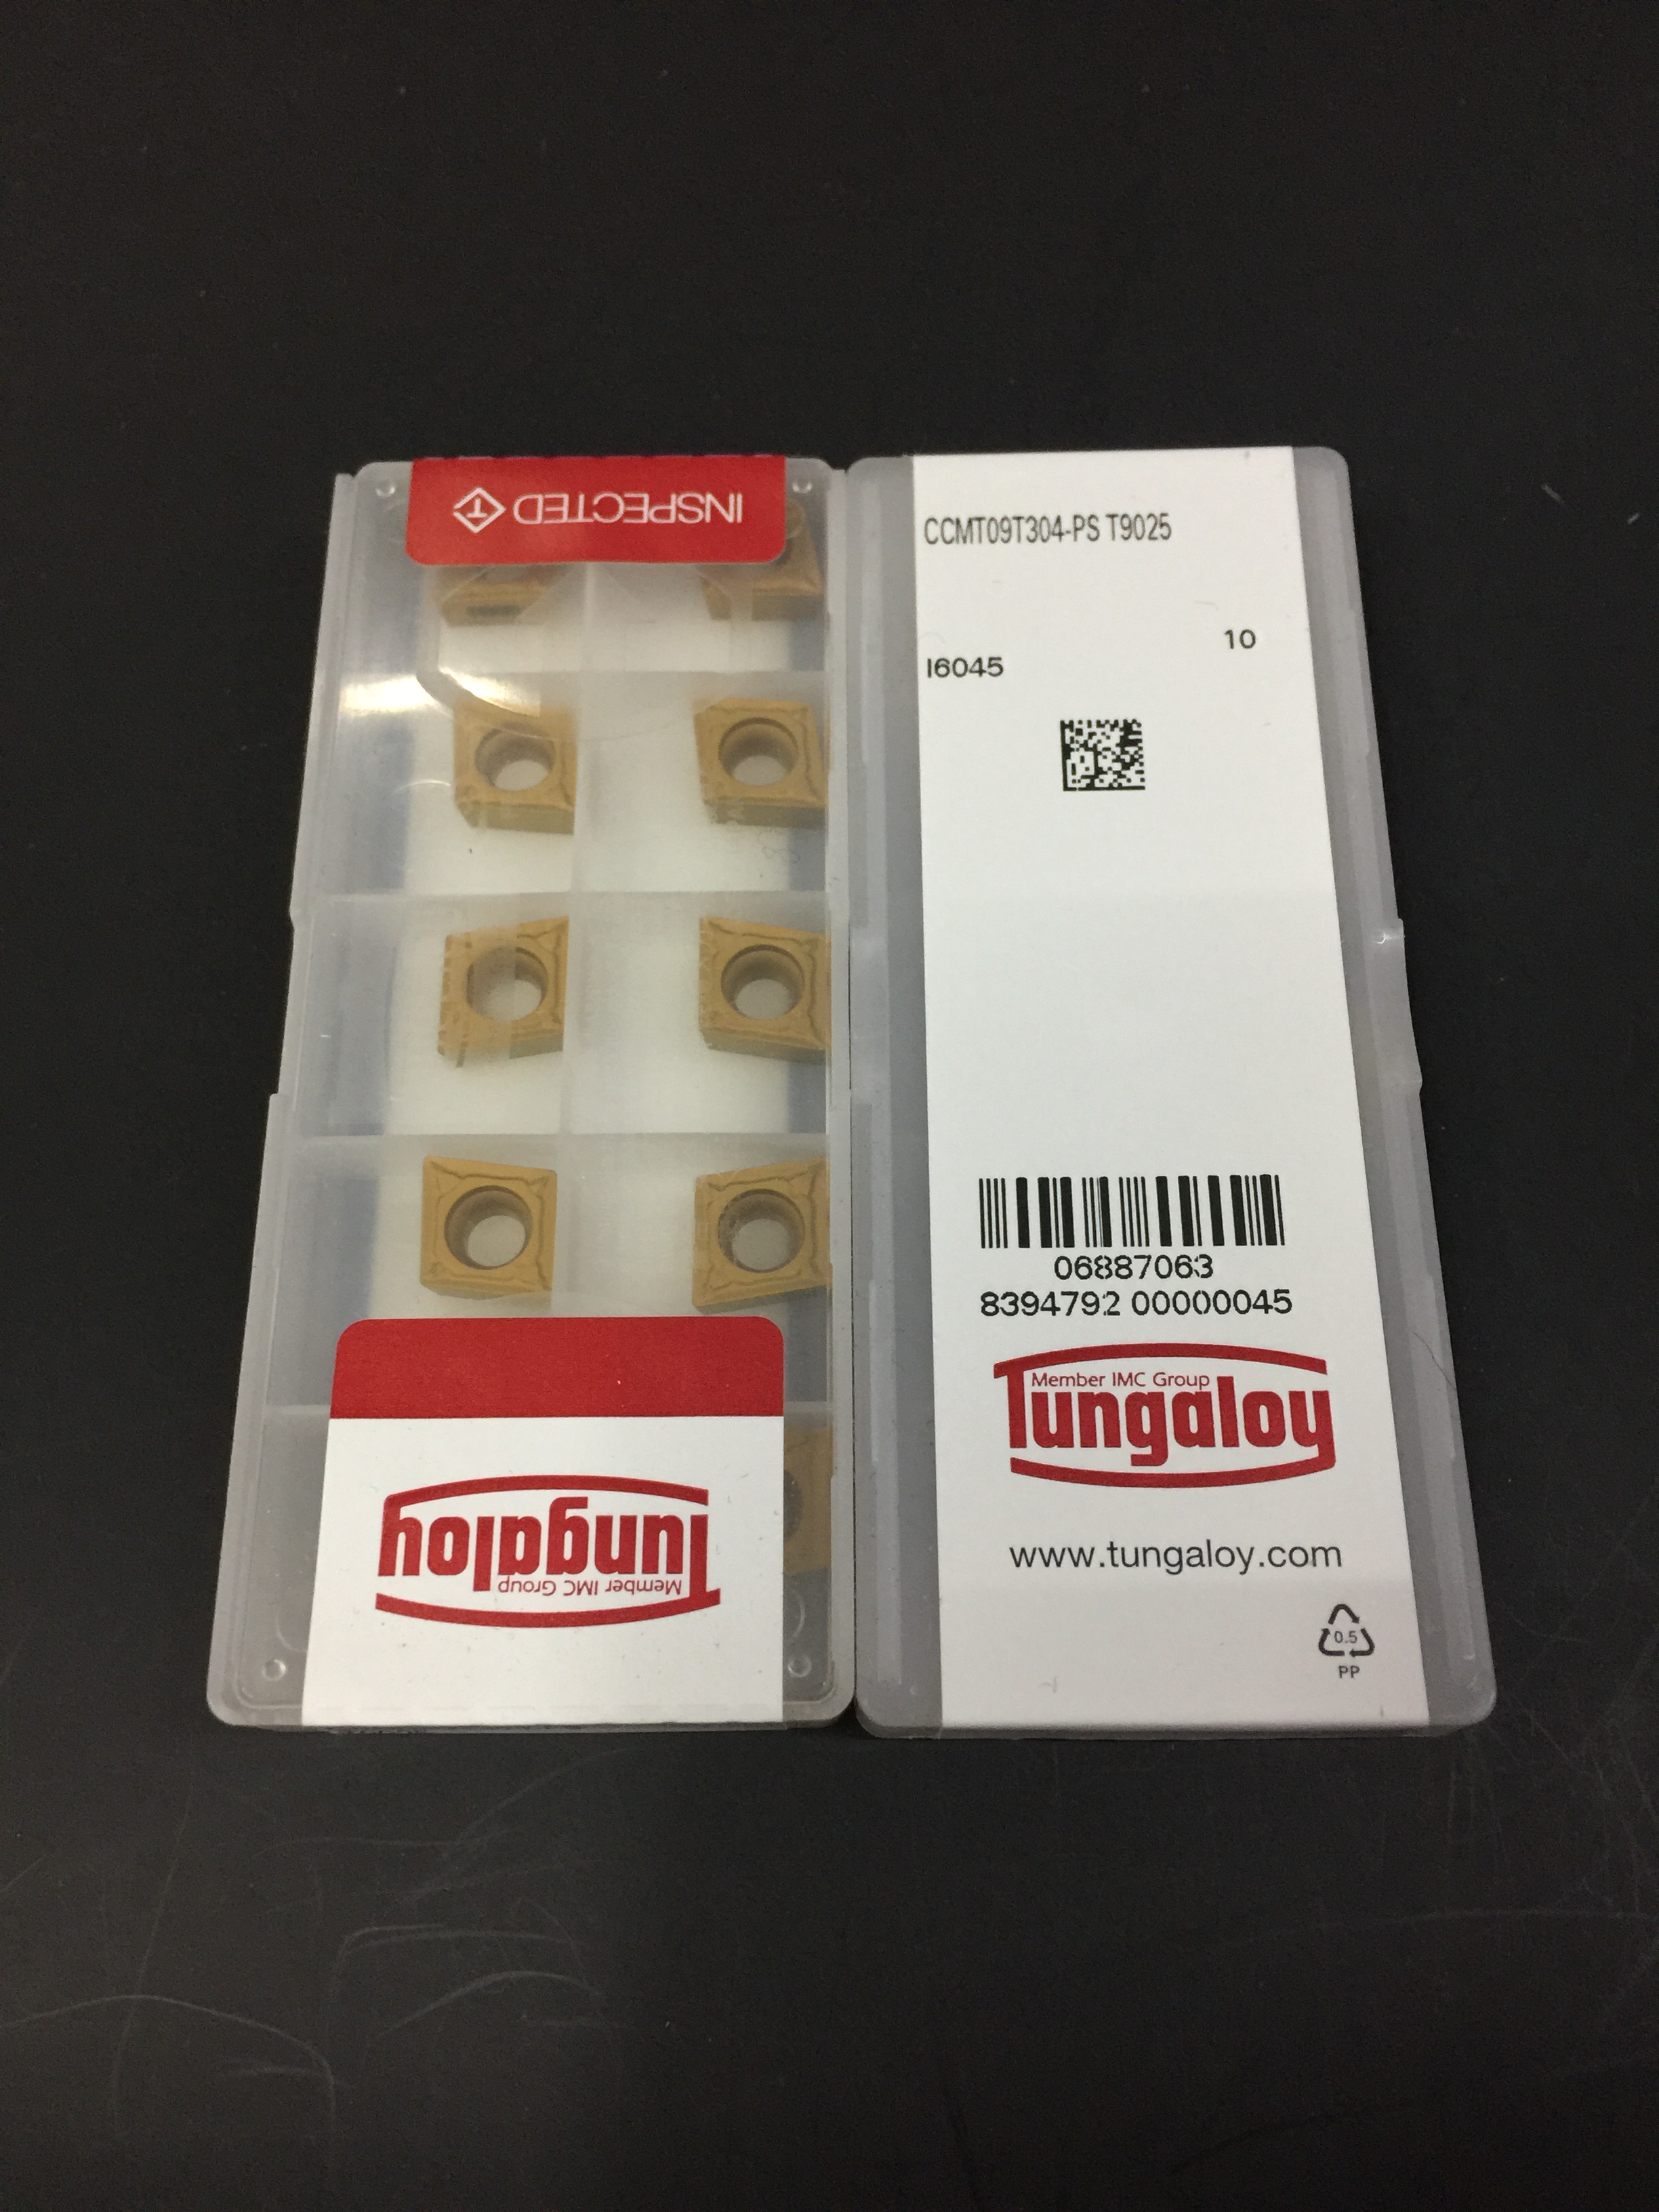 INSPECTED
Tungaloy
Member IMC Group
CCMT09T304-PS T9025
10
I6045
06887063
8394792 00000045
Member IMC Group
Tungaloy
www.tungaloy.com
0.5
PP